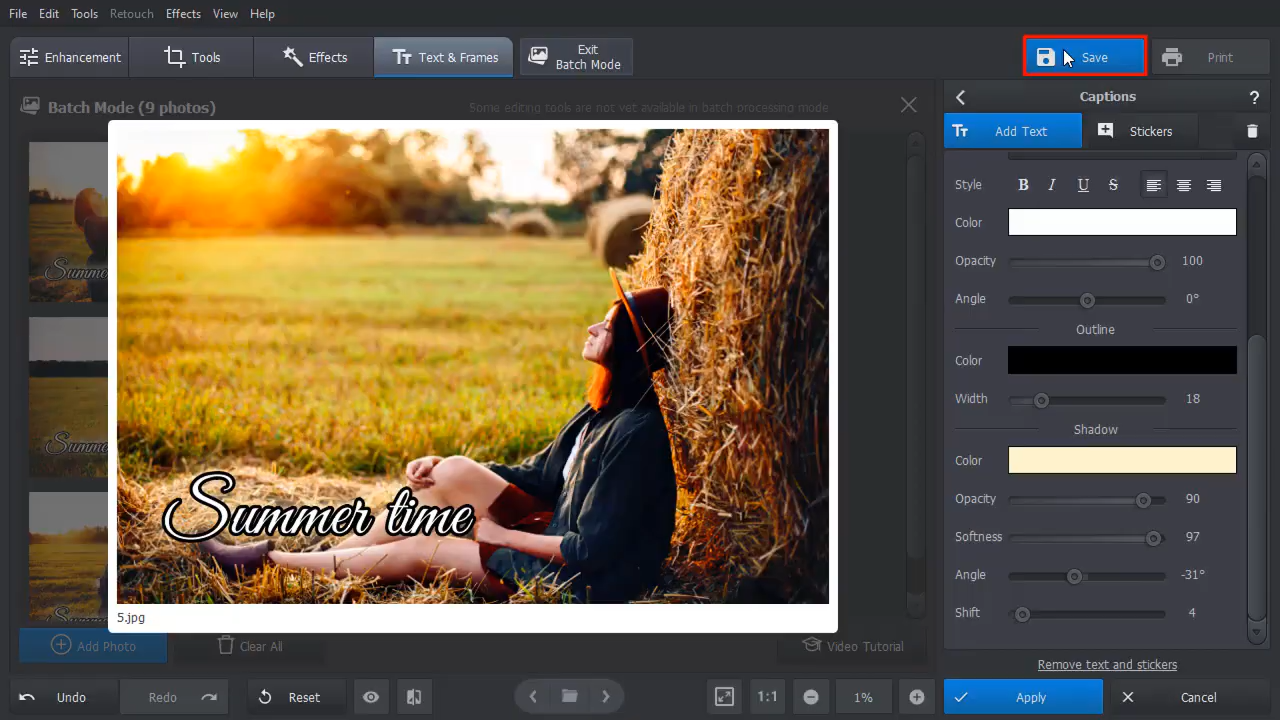 File Edit Tools Retouch Effects View Help
Enhancement Tools Effects Text & Frames Exit Batch Mode Save Print
Batch Mode (9 photos) Some editing tools are not yet available in batch processing mode
Captions ?
Add Text Stickers
Style B I U S
Color
Opacity 100
Angle 0°
Outline
Color
Width 18
Shadow
Color
Opacity 90
Softness 97
Angle -31°
Shift 4
Remove text and stickers
Apply Cancel
Summer
Summer
Summer time
5.jpg
Add Photo Clear All Video Tutorial
Undo Redo Reset 1:1 1%